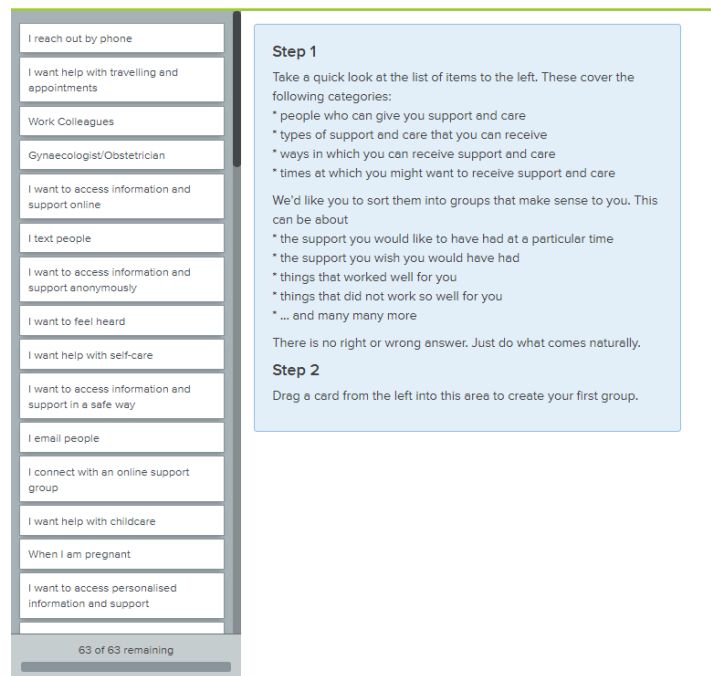 I reach out by phone
I want help with travelling and
appointments
Work Colleagues
Gynaecologist/Obstetrician
I want to access information and
support online
I text people
I want to access information and
support anonymously
I want to feel heard
I want help with self-care
I want to access information and
support in a safe way
I email people
I connect with an online support
group
I want help with childcare
When I am pregnant
I want to access personalised
information and support
63 of 63 remaining
Step 1
Take a quick look at the list of items to the left. These cover the
following categories:
* people who can give you support and care
* types of support and care that you can receive
* ways in which you can receive support and care
* times at which you might want to receive support and care
We'd like you to sort them into groups that make sense to you. This
can be about
* the support you would like to have had at a particular time
* the support you wish you would have had
* things that worked well for you
* things that did not work so well for you
* ... and many many more
There is no right or wrong answer. Just do what comes naturally.
Step 2
Drag a card from the left into this area to create your first group.